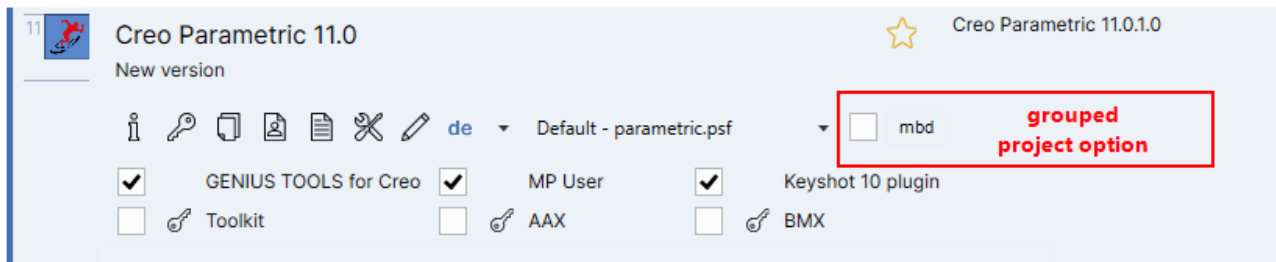 11
Creo Parametric 11.0
Creo Parametric 11.0.1.0
New version
de Default - parametric.psf mbd
grouped
project option
GENIUS TOOLS for Creo MP User Keyshot 10 plugin
Toolkit AAX BMX